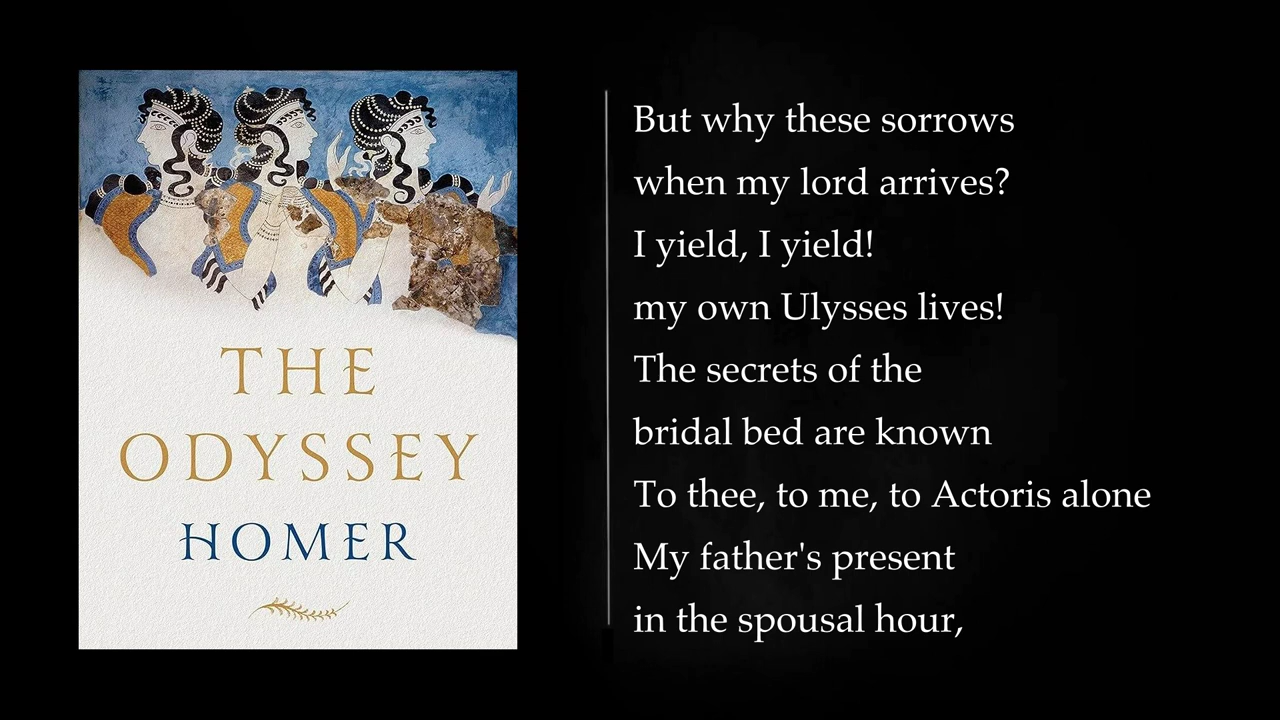 THE
ODYSSEY
HOMER
But why these sorrows
when my lord arrives?
I yield, I yield!
my own Ulysses lives!
The secrets of the
bridal bed are known
To thee, to me, to Actoris alone
My father's present
in the spousal hour,